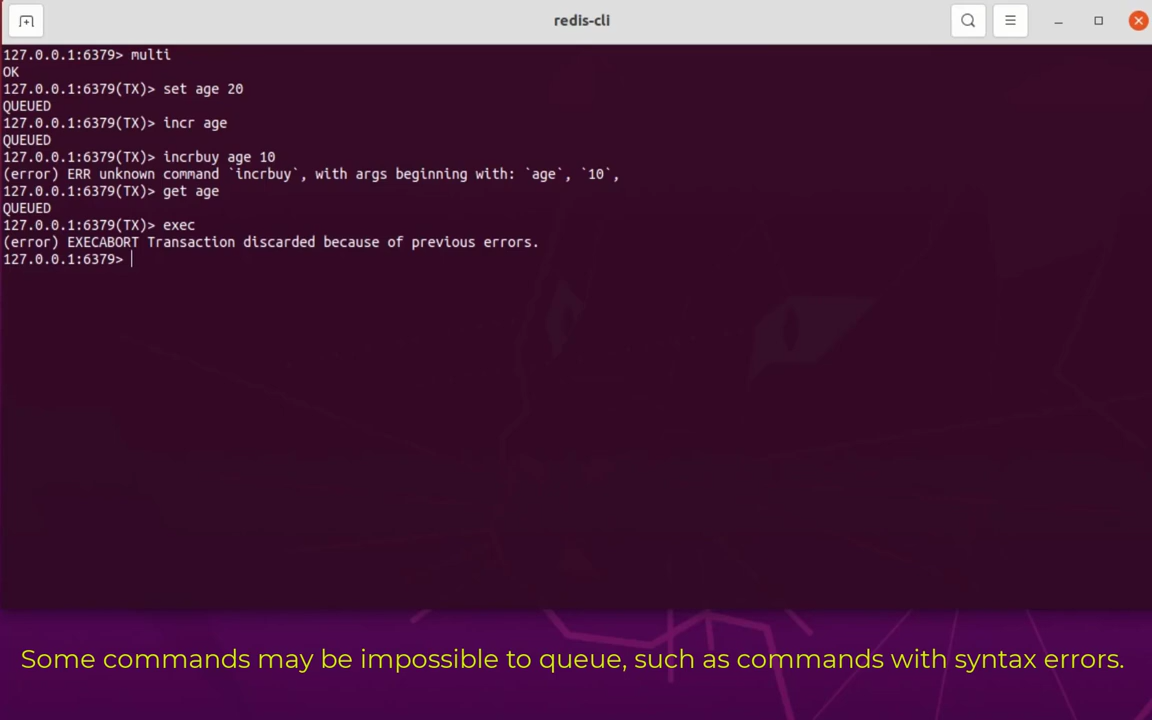 redis-cli
127.0.0.1:6379> multi
OK
127.0.0.1:6379(TX)> set age 20
QUEUED
127.0.0.1:6379(TX)> incr age
QUEUED
127.0.0.1:6379(TX)> incrbuy age 10
(error) ERR unknown command `incrbuy`, with args beginning with: `age`, `10`,
127.0.0.1:6379(TX)> get age
QUEUED
127.0.0.1:6379(TX)> exec
(error) EXECABORT Transaction discarded because of previous errors.
127.0.0.1:6379>
Some commands may be impossible to queue, such as commands with syntax errors.